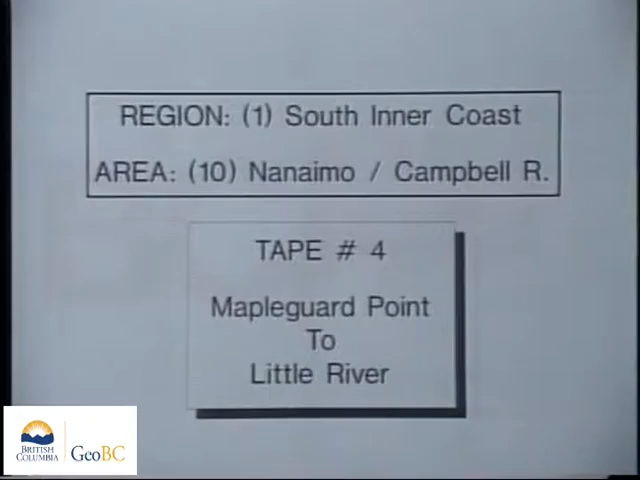 REGION: (1) South Inner Coast
AREA: (10) Nanaimo / Campbell R.
TAPE # 4
Mapleguard Point
To
Little River
BRITISH
COLUMBIA
GeoBC